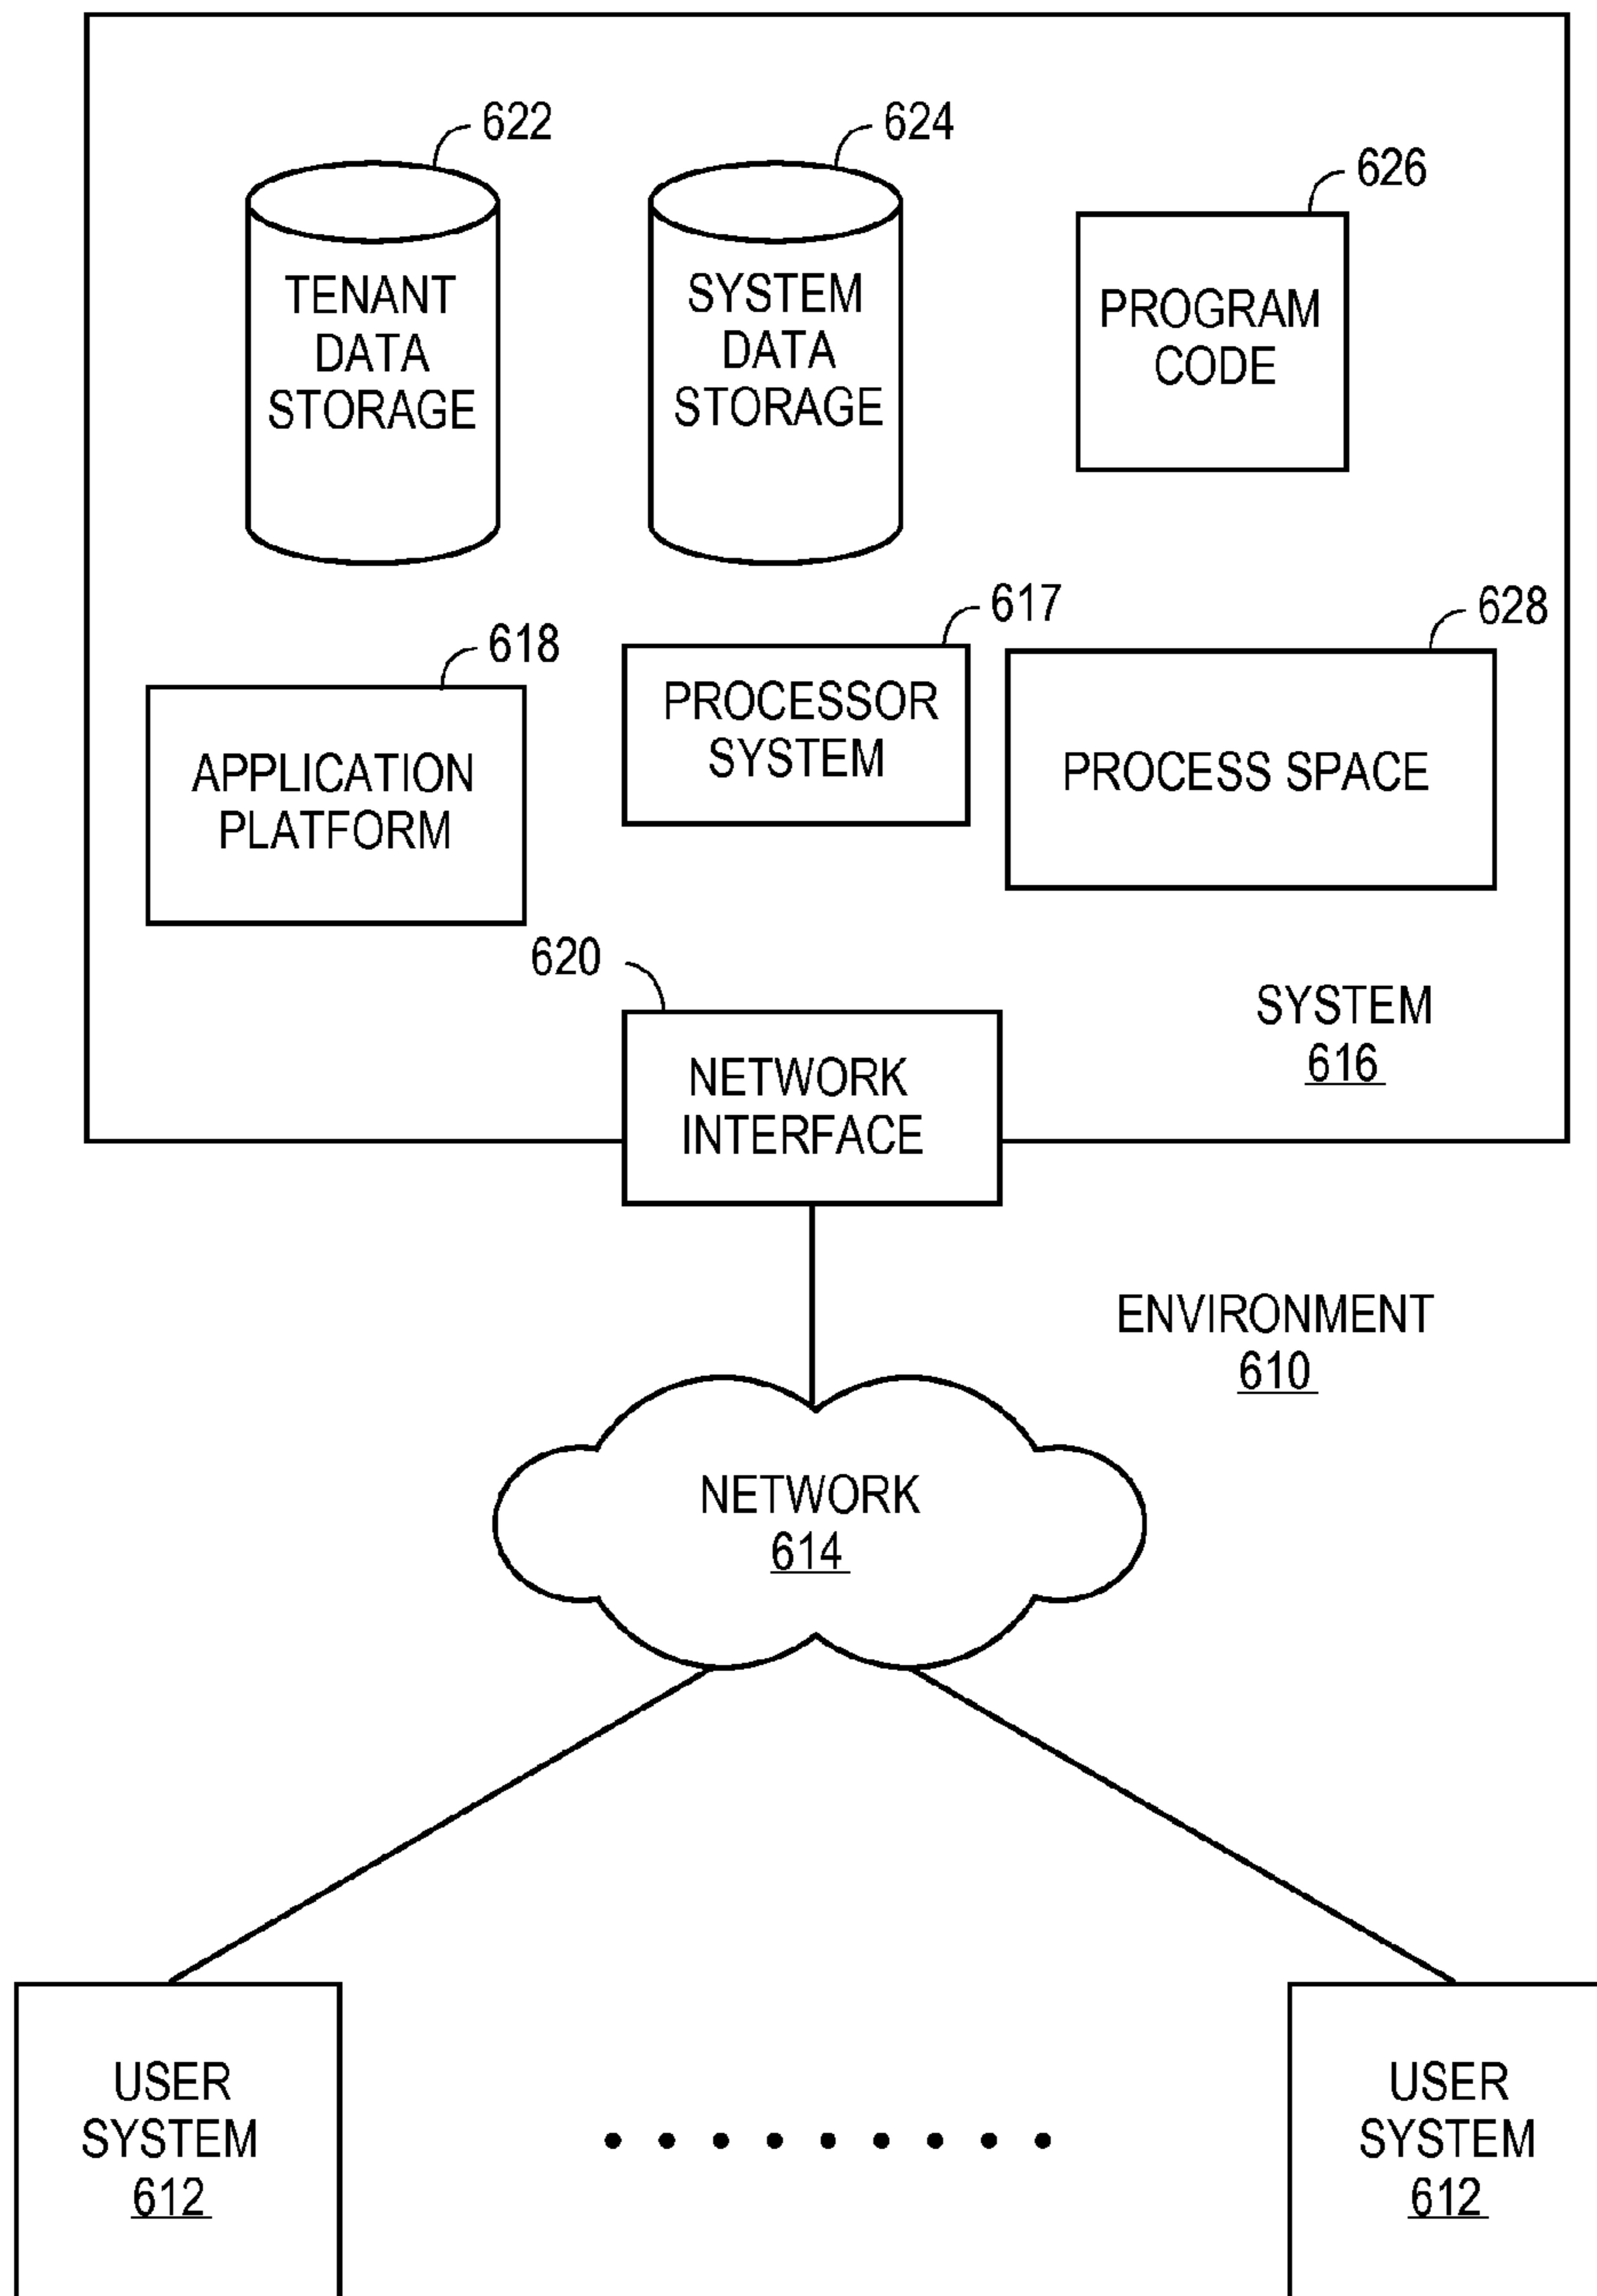 622
624
626
TENANT
DATA
STORAGE
SYSTEM
DATA
STORAGE
PROGRAM
CODE
618
617
628
APPLICATION
PLATFORM
PROCESSOR
SYSTEM
PROCESS SPACE
620
NETWORK
INTERFACE
SYSTEM
616
ENVIRONMENT
610
NETWORK
614
USER
SYSTEM
612
USER
SYSTEM
612